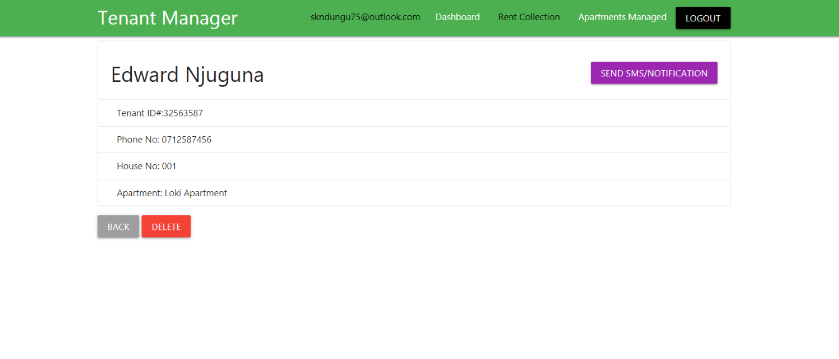 Tenant Manager
skndungu75@outlook.com Dashboard Rent Collection Apartments Managed LOGOUT
Edward Njuguna SEND SMS/NOTIFICATION
Tenant ID#:32563587
Phone No: 0712587456
House No: 001
Apartment: Loki Apartment
BACK DELETE